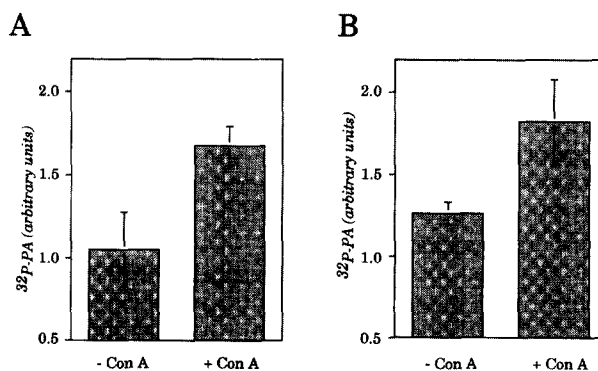 A
32P-PA (arbitrary units)
2.0
1.5
1.0
0.5
- Con A + Con A
B
32P-PA (arbitrary units)
2.0
1.5
1.0
0.5
- Con A + Con A